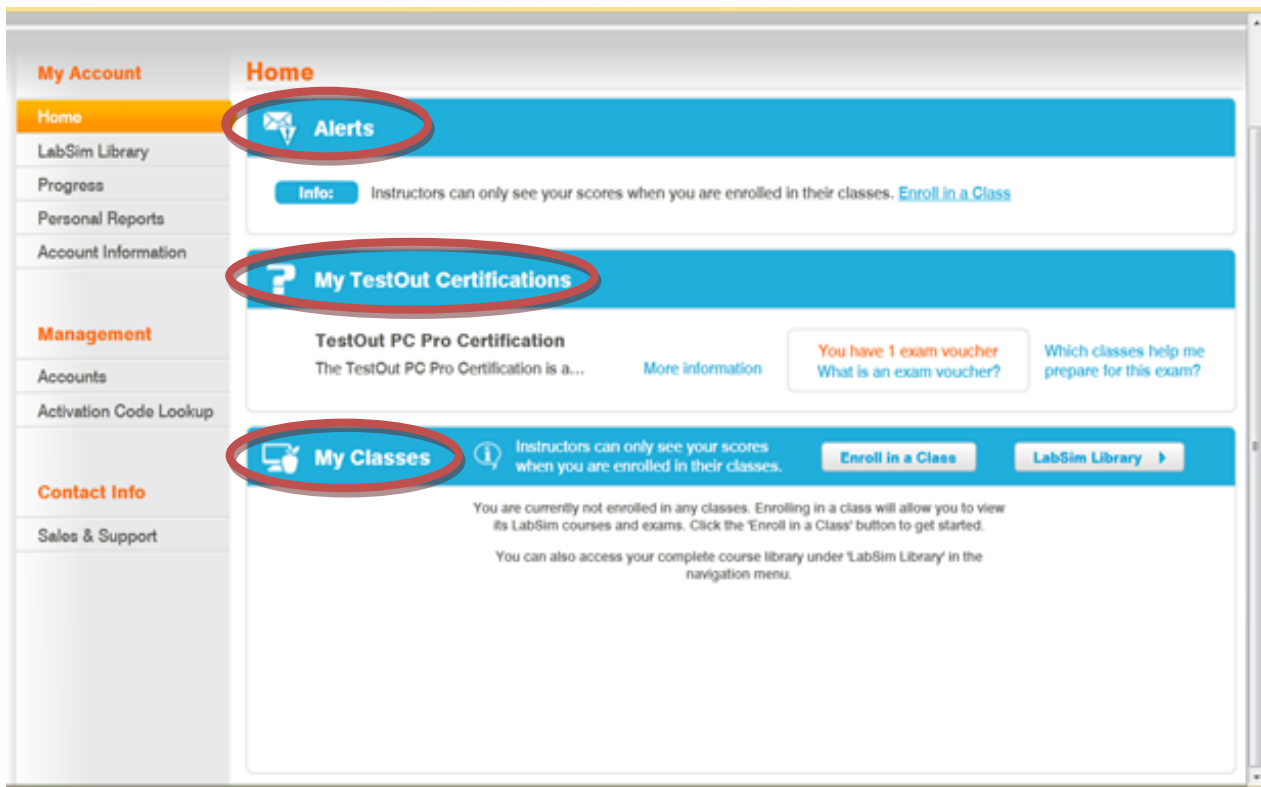 My Account
Home
LabSim Library
Progress
Personal Reports
Account Information
Management
Accounts
Activation Code Lookup
Contact Info
Sales & Support
Home
Alerts
Info: Instructors can only see your scores when you are enrolled in their classes. Enroll in a Class
My TestOut Certifications
TestOut PC Pro Certification
The TestOut PC Pro Certification is a...
More information
You have 1 exam voucher
What is an exam voucher?
Which classes help me
prepare for this exam?
My Classes
Instructors can only see your scores
when you are enrolled in their classes.
Enroll in a Class
LabSim Library
You are currently not enrolled in any classes. Enrolling in a class will allow you to view
its LabSim courses and exams. Click the 'Enroll in a Class' button to get started.
You can also access your complete course library under 'LabSim Library' in the
navigation menu.